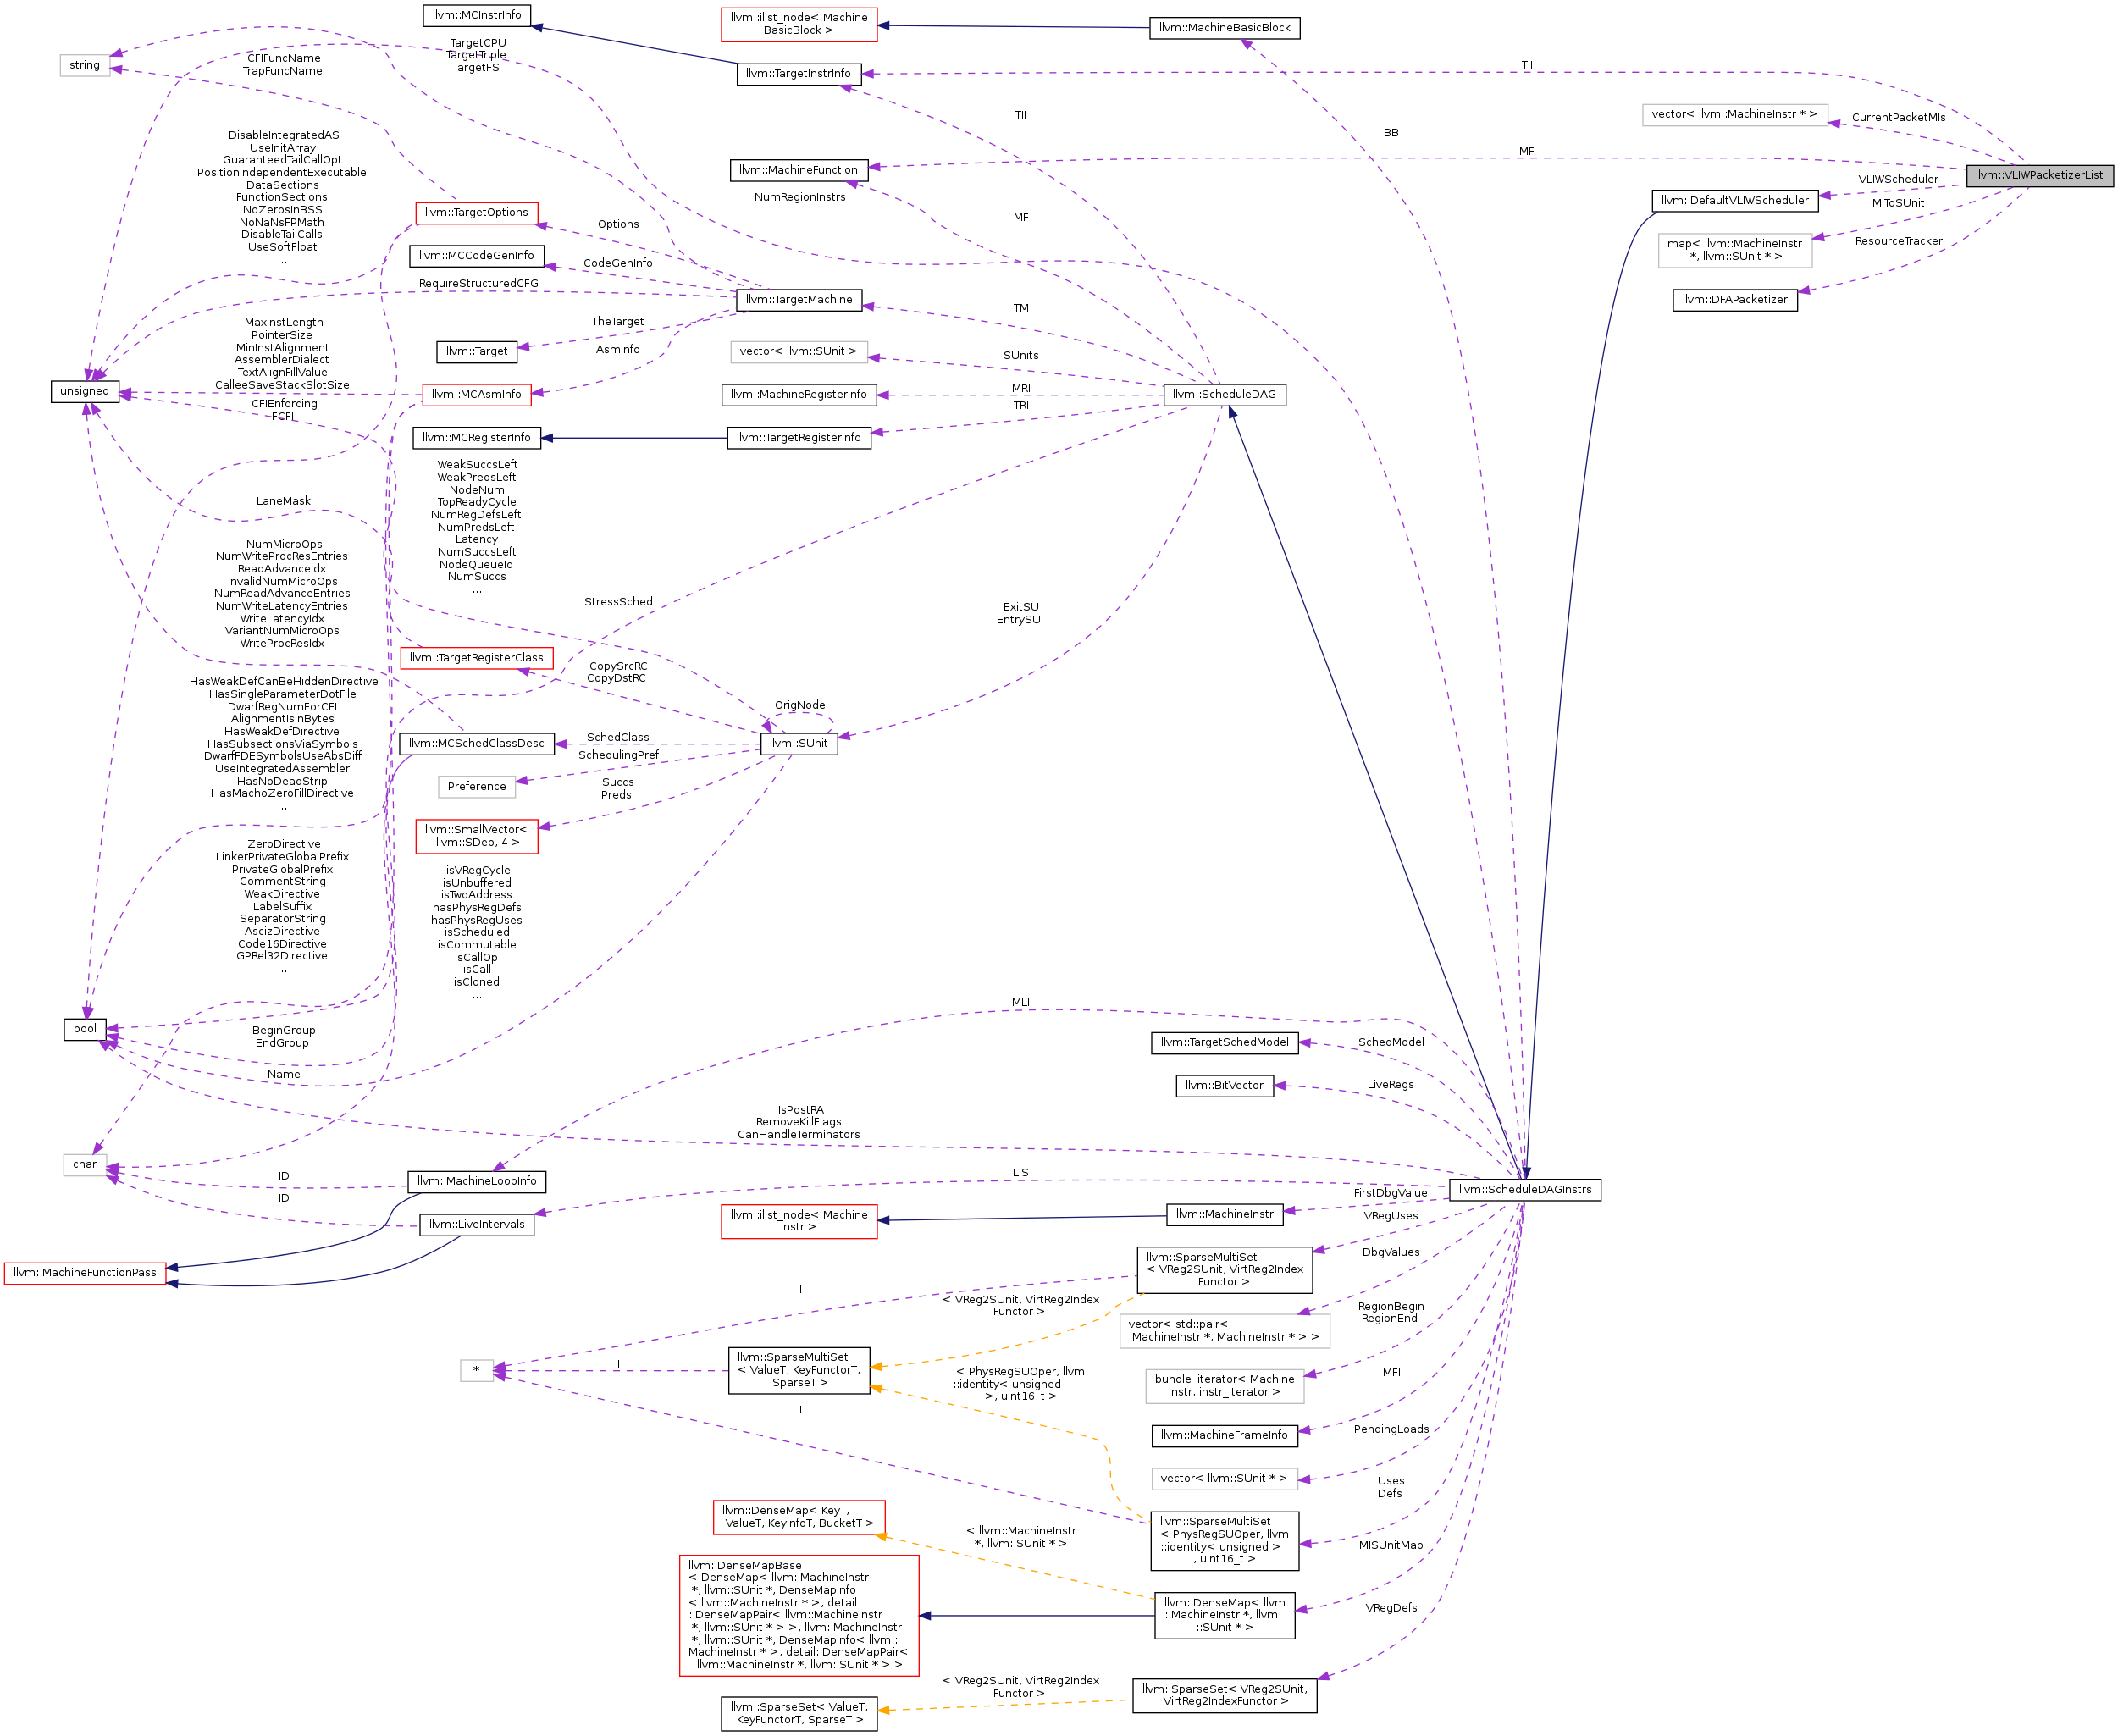 llvm::MCInstrInfo
llvm::ilist_node< Machine
BasicBlock >
llvm::MachineBasicBlock
string
CFIFuncName
TrapFuncName
TargetCPU
TargetTriple
TargetFS
llvm::TargetInstrInfo
TII
vector< llvm::MachineInstr * >
CurrentPacketMIs
TII
BB
DisableIntegratedAS
UseInitArray
GuaranteedTailCallOpt
PositionIndependentExecutable
DataSections
FunctionSections
NoZerosInBSS
NoNaNsFPMath
DisableTailCalls
UseSoftFloat
...
llvm::MachineFunction
MF
llvm::VLIWPacketizerList
NumRegionInstrs
VLIWScheduler
llvm::DefaultVLIWScheduler
MIToSUnit
llvm::TargetOptions
Options
MF
map< llvm::MachineInstr
*, llvm::SUnit * >
ResourceTracker
llvm::MCCodeGenInfo
CodeGenInfo
RequireStructuredCFG
llvm::TargetMachine
TM
llvm::DFAPacketizer
MaxInstLength
PointerSize
MinInstAlignment
AssemblerDialect
TextAlignFillValue
CalleeSaveStackSlotSize
TheTarget
llvm::Target
AsmInfo
vector< llvm::SUnit >
SUnits
unsigned
llvm::MCAsmInfo
llvm::MachineRegisterInfo
MRI
llvm::ScheduleDAG
CFIEnforcing
FCFI
TRI
llvm::MCRegisterInfo
llvm::TargetRegisterInfo
WeakSuccsLeft
WeakPredsLeft
NodeNum
TopReadyCycle
NumRegDefsLeft
NumPredsLeft
Latency
NumSuccsLeft
NodeQueueId
NumSuccs
...
LaneMask
NumMicroOps
NumWriteProcResEntries
ReadAdvanceIdx
InvalidNumMicroOps
NumReadAdvanceEntries
NumWriteLatencyEntries
WriteLatencyIdx
VariantNumMicroOps
WriteProcResIdx
StressSched
ExitSU
EntrySU
llvm::TargetRegisterClass
CopySrcRC
CopyDstRC
HasWeakDefCanBeHiddenDirective
HasSingleParameterDotFile
DwarfRegNumForCFI
AlignmentIsInBytes
HasWeakDefDirective
HasSubsectionsViaSymbols
DwarfFDESymbolsUseAbsDiff
UseIntegratedAssembler
HasNoDeadStrip
HasMachoZeroFillDirective
...
OrigNode
llvm::MCSchedClassDesc
SchedClass
llvm::SUnit
SchedulingPref
Preference
Succs
Preds
llvm::SmallVector<
llvm::SDep, 4 >
ZeroDirective
LinkerPrivateGlobalPrefix
PrivateGlobalPrefix
CommentString
WeakDirective
LabelSuffix
SeparatorString
AscizDirective
Code16Directive
GPRel32Directive
...
isVRegCycle
isUnbuffered
isTwoAddress
hasPhysRegDefs
hasPhysRegUses
isScheduled
isCommutable
isCallOp
isCall
isCloned
...
bool
BeginGroup
EndGroup
Name
MLI
llvm::TargetSchedModel
SchedModel
llvm::BitVector
LiveRegs
IsPostRA
RemoveKillFlags
CanHandleTerminators
char
ID
llvm::MachineLoopInfo
LIS
llvm::ScheduleDAGInstrs
ID
llvm::LiveIntervals
llvm::ilist_node< Machine
Instr >
llvm::MachineInstr
FirstDbgValue
VRegUses
llvm::MachineFunctionPass
llvm::SparseMultiSet
< VReg2SUnit, VirtReg2Index
Functor >
DbgValues
I
< VReg2SUnit, VirtReg2Index
Functor >
vector< std::pair<
MachineInstr *, MachineInstr * > >
RegionBegin
RegionEnd
*
I
llvm::SparseMultiSet
< ValueT, KeyFunctorT,
SparseT >
< PhysRegSUOper, llvm
::identity< unsigned
>, uint16_t >
bundle_iterator< Machine
Instr, instr_iterator >
MFI
I
llvm::MachineFrameInfo
PendingLoads
vector< llvm::SUnit * >
Uses
Defs
llvm::DenseMap< KeyT,
ValueT, KeyInfoT, BucketT >
< llvm::MachineInstr
*, llvm::SUnit * >
llvm::SparseMultiSet
< PhysRegSUOper, llvm
::identity< unsigned >
, uint16_t >
MISUnitMap
llvm::DenseMapBase
< DenseMap< llvm::MachineInstr
*, llvm::SUnit *, DenseMapInfo
< llvm::MachineInstr * >, detail
::DenseMapPair< llvm::MachineInstr
*, llvm::SUnit * > >, llvm::MachineInstr
*, llvm::SUnit *, DenseMapInfo< llvm::
MachineInstr * >, detail::DenseMapPair<
llvm::MachineInstr *, llvm::SUnit * > >
llvm::DenseMap< llvm
::MachineInstr *, llvm
::SUnit * >
VRegDefs
llvm::SparseSet< ValueT,
KeyFunctorT, SparseT >
< VReg2SUnit, VirtReg2Index
Functor >
llvm::SparseSet< VReg2SUnit,
VirtReg2IndexFunctor >